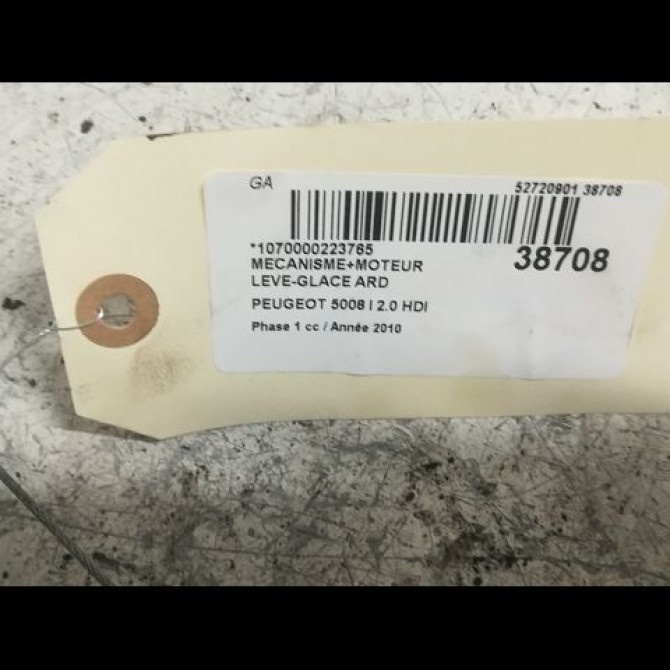 GA
52720901 38708
*1070000223765
38708
MECANISME+MOTEUR
LEVE-GLACE ARD
PEUGEOT 5008 I 2.0 HDI
Phase 1 cc / Année 2010